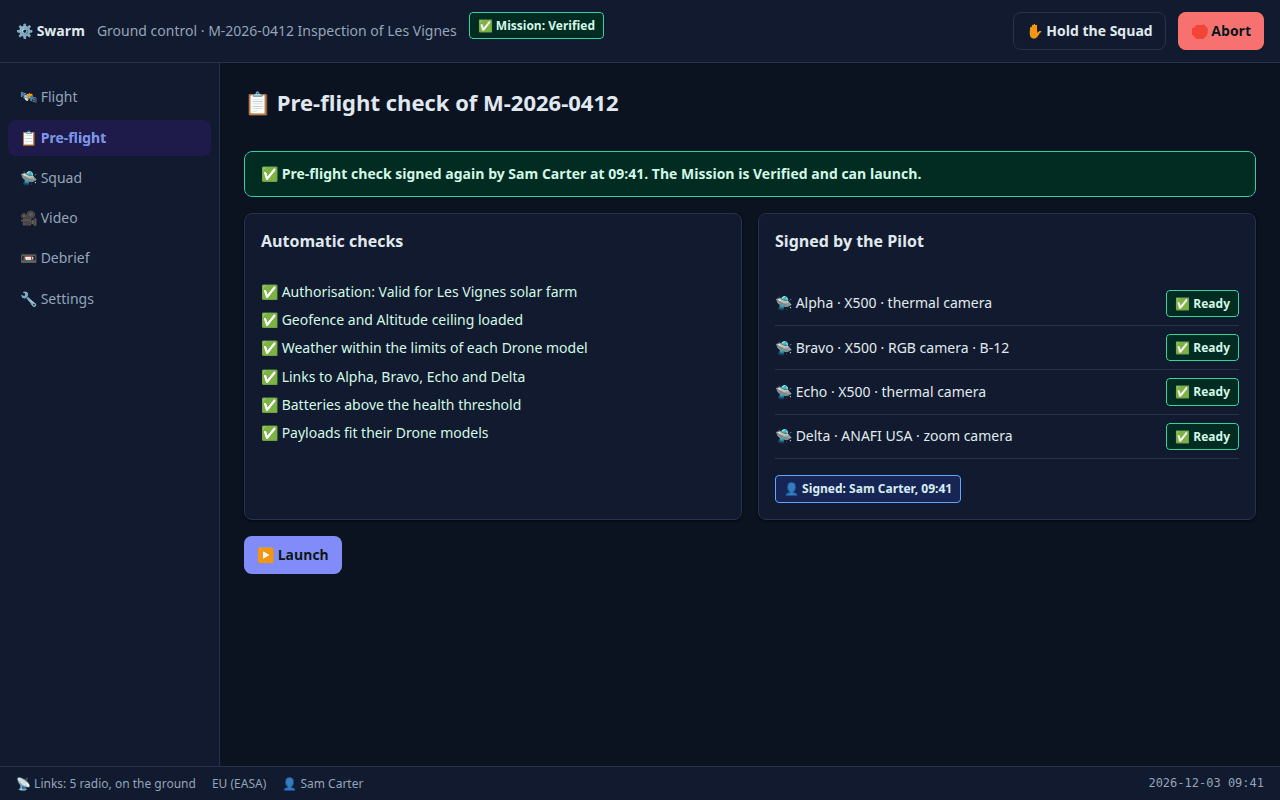 Swarm Ground control · M-2026-0412 Inspection of Les Vignes ✅ Mission: Verified ✋ Hold the Squad 🛑 Abort
Flight
Pre-flight
Squad
Video
Debrief
Settings
Pre-flight check of M-2026-0412
✅ Pre-flight check signed again by Sam Carter at 09:41. The Mission is Verified and can launch.
Automatic checks
✅ Authorisation: Valid for Les Vignes solar farm
✅ Geofence and Altitude ceiling loaded
✅ Weather within the limits of each Drone model
✅ Links to Alpha, Bravo, Echo and Delta
✅ Batteries above the health threshold
✅ Payloads fit their Drone models
Signed by the Pilot
Alpha · X500 · thermal camera ✅ Ready
Bravo · X500 · RGB camera · B-12 ✅ Ready
Echo · X500 · thermal camera ✅ Ready
Delta · ANAFI USA · zoom camera ✅ Ready
Signed: Sam Carter, 09:41
Launch
Links: 5 radio, on the ground EU (EASA) Sam Carter 2026-12-03 09:41